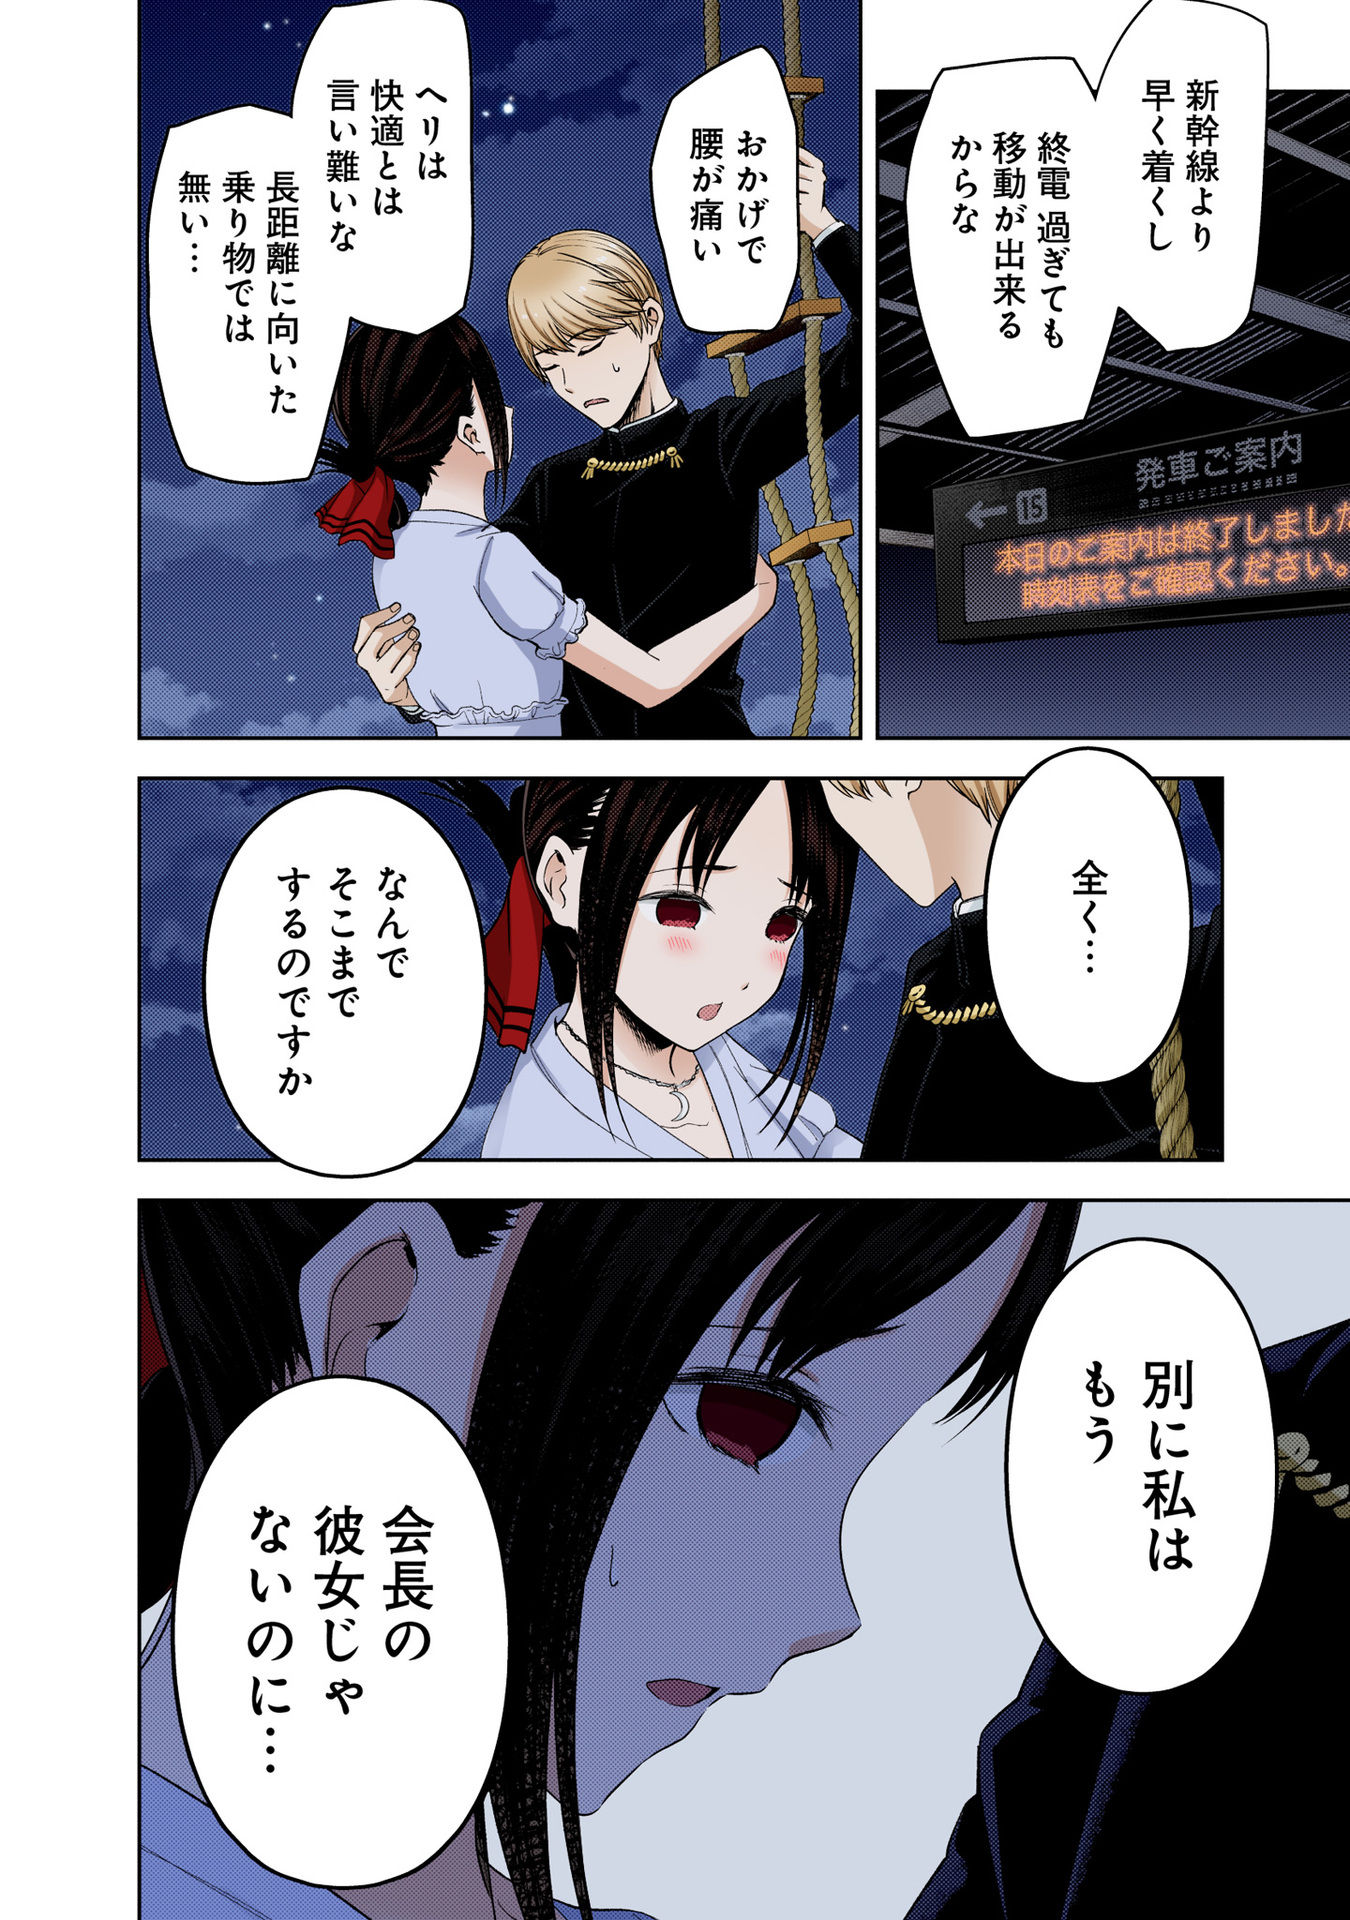 新幹線より
早く着くし
終電過ぎても
移動が出来る
からな
発車ご案内
15
本日のご案内は終了しました
時刻表をご確認ください。
おかげで
腰が痛い
ヘリは
快適とは
言い難いな
長距離に向いた
乗り物では
無い…
全く…
なんで
そこまで
するのですか
別に私は
もう
会長の
彼女じゃ
ないのに…